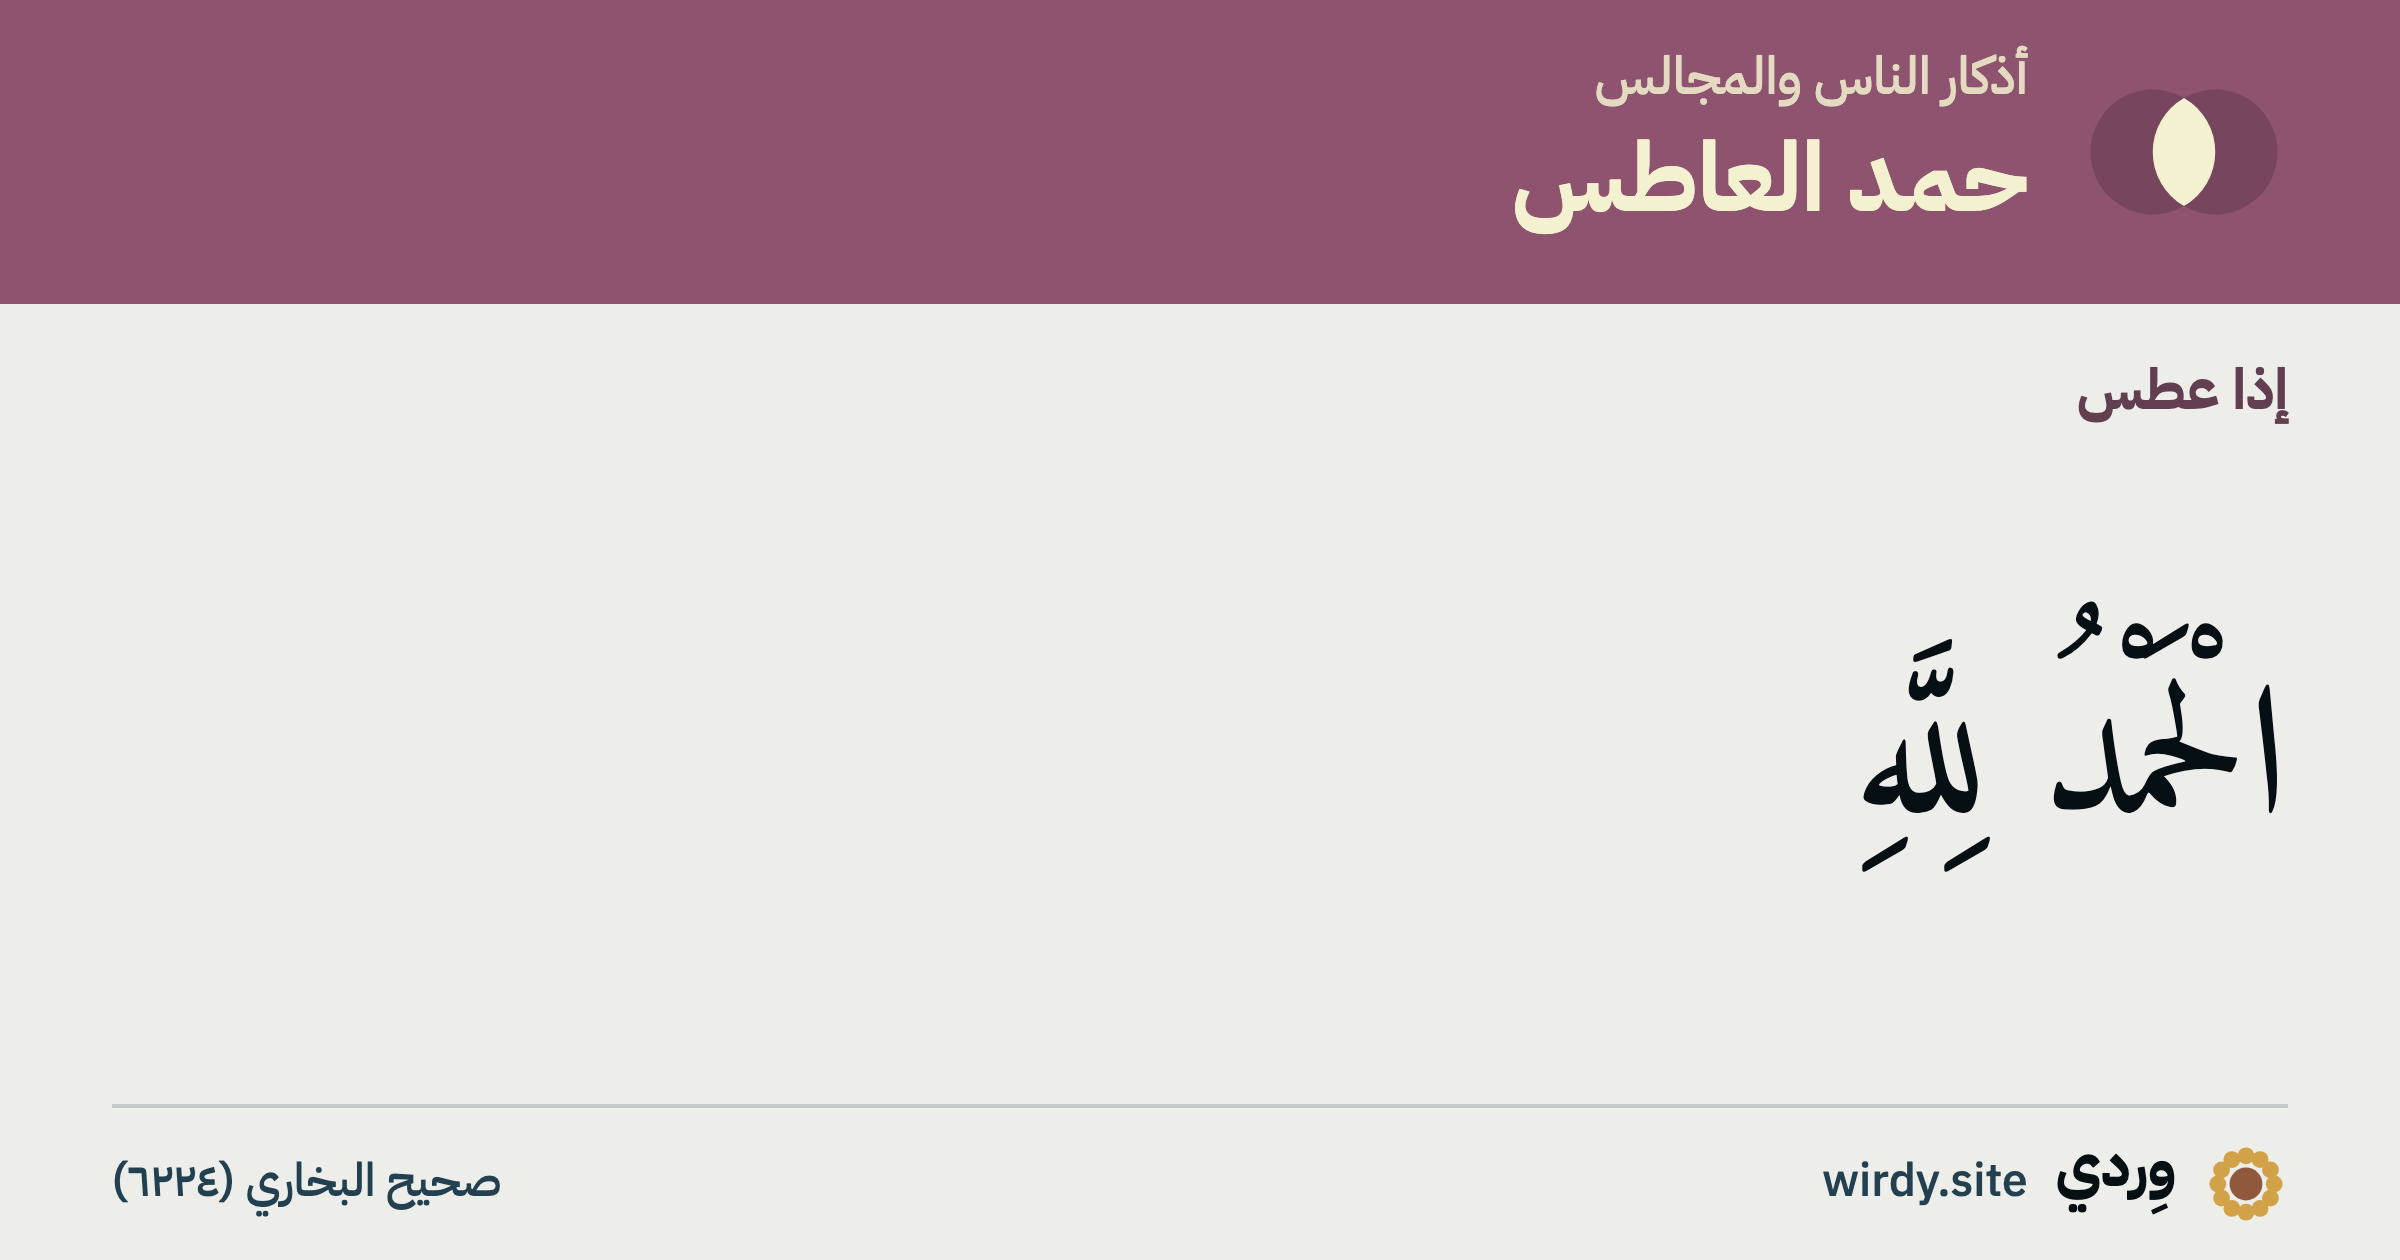 أذكار الناس والمجالس
حمد العاطس
إذا عطس
الْحَمْدُ لِلَّهِ
وِردي wirdy.site
صحيح البخاري (٦٢٢٤)